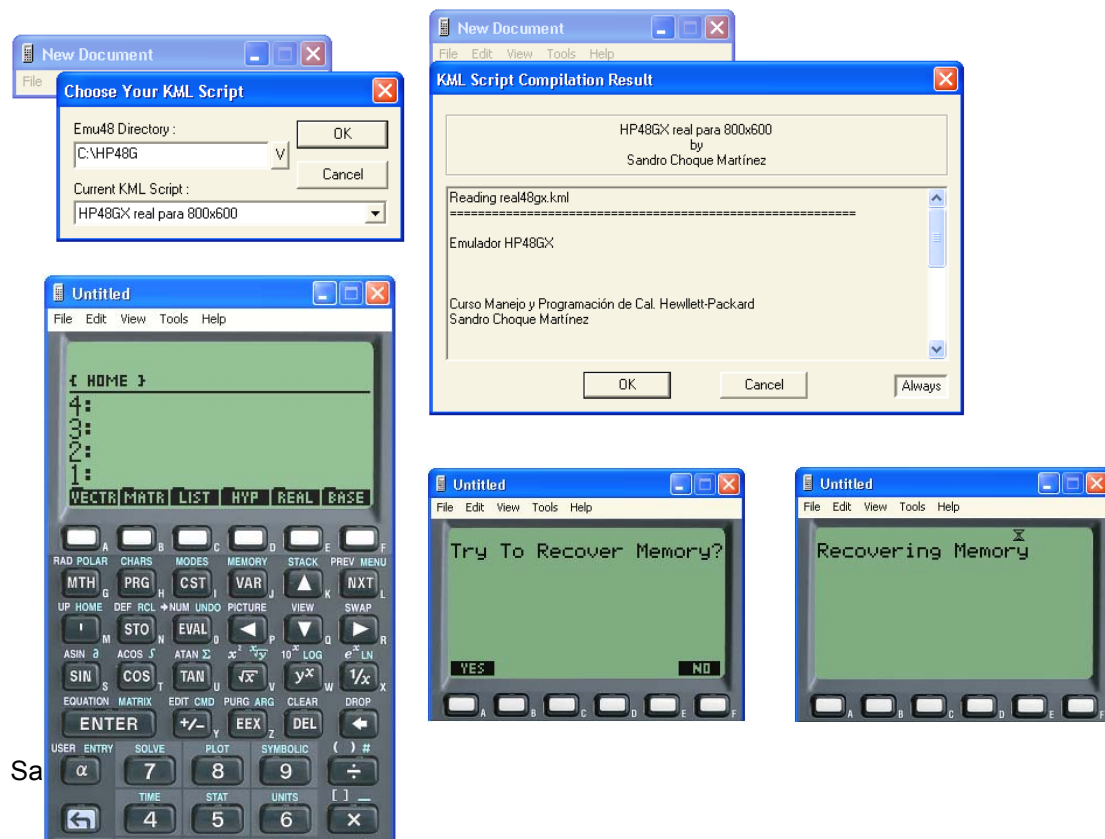 New Document
File
Choose Your KML Script
Emu48 Directory :
C:\HP48G
V
OK
Cancel
Current KML Script :
HP48GX real para 800x600
New Document
File Edit View Tools Help
KML Script Compilation Result
HP48GX real para 800x600
by
Sandro Choque Martínez
Reading real48gx.kml
==========================================================
Emulador HP48GX
Curso Manejo y Programación de Cal. Hewllett-Packard
Sandro Choque Martínez
OK Cancel Always
Untitled
File Edit View Tools Help
{ HOME }
4:
3:
2:
1:
VECTR MATR LIST HYP REAL BASE
A B C D E F
RAD POLAR CHARS MODES MEMORY STACK PREV MENU
MTH G PRG H CST I VAR J ▲ K NXT L
UP HOME DEF RCL →NUM UNDO PICTURE VIEW SWAP
' M STO N EVAL O ◀ P ▼ Q ▶ R
ASIN ∂ ACOS ∫ ATAN Σ x² ˣ√y 10ˣ LOG eˣ LN
SIN S COS T TAN U √x V yˣ W 1/x X
EQUATION MATRIX EDIT CMD PURG ARG CLEAR DROP
ENTER +/− Y EEX Z DEL ←
USER ENTRY SOLVE PLOT SYMBOLIC ( ) #
Sa
α 7 8 9 ÷
TIME STAT UNITS [ ] _
4 5 6 ×
Untitled
File Edit View Tools Help
Try To Recover Memory?
YES NO
A B C D E F
Untitled
File Edit View Tools Help
Recovering Memory
A B C D E F